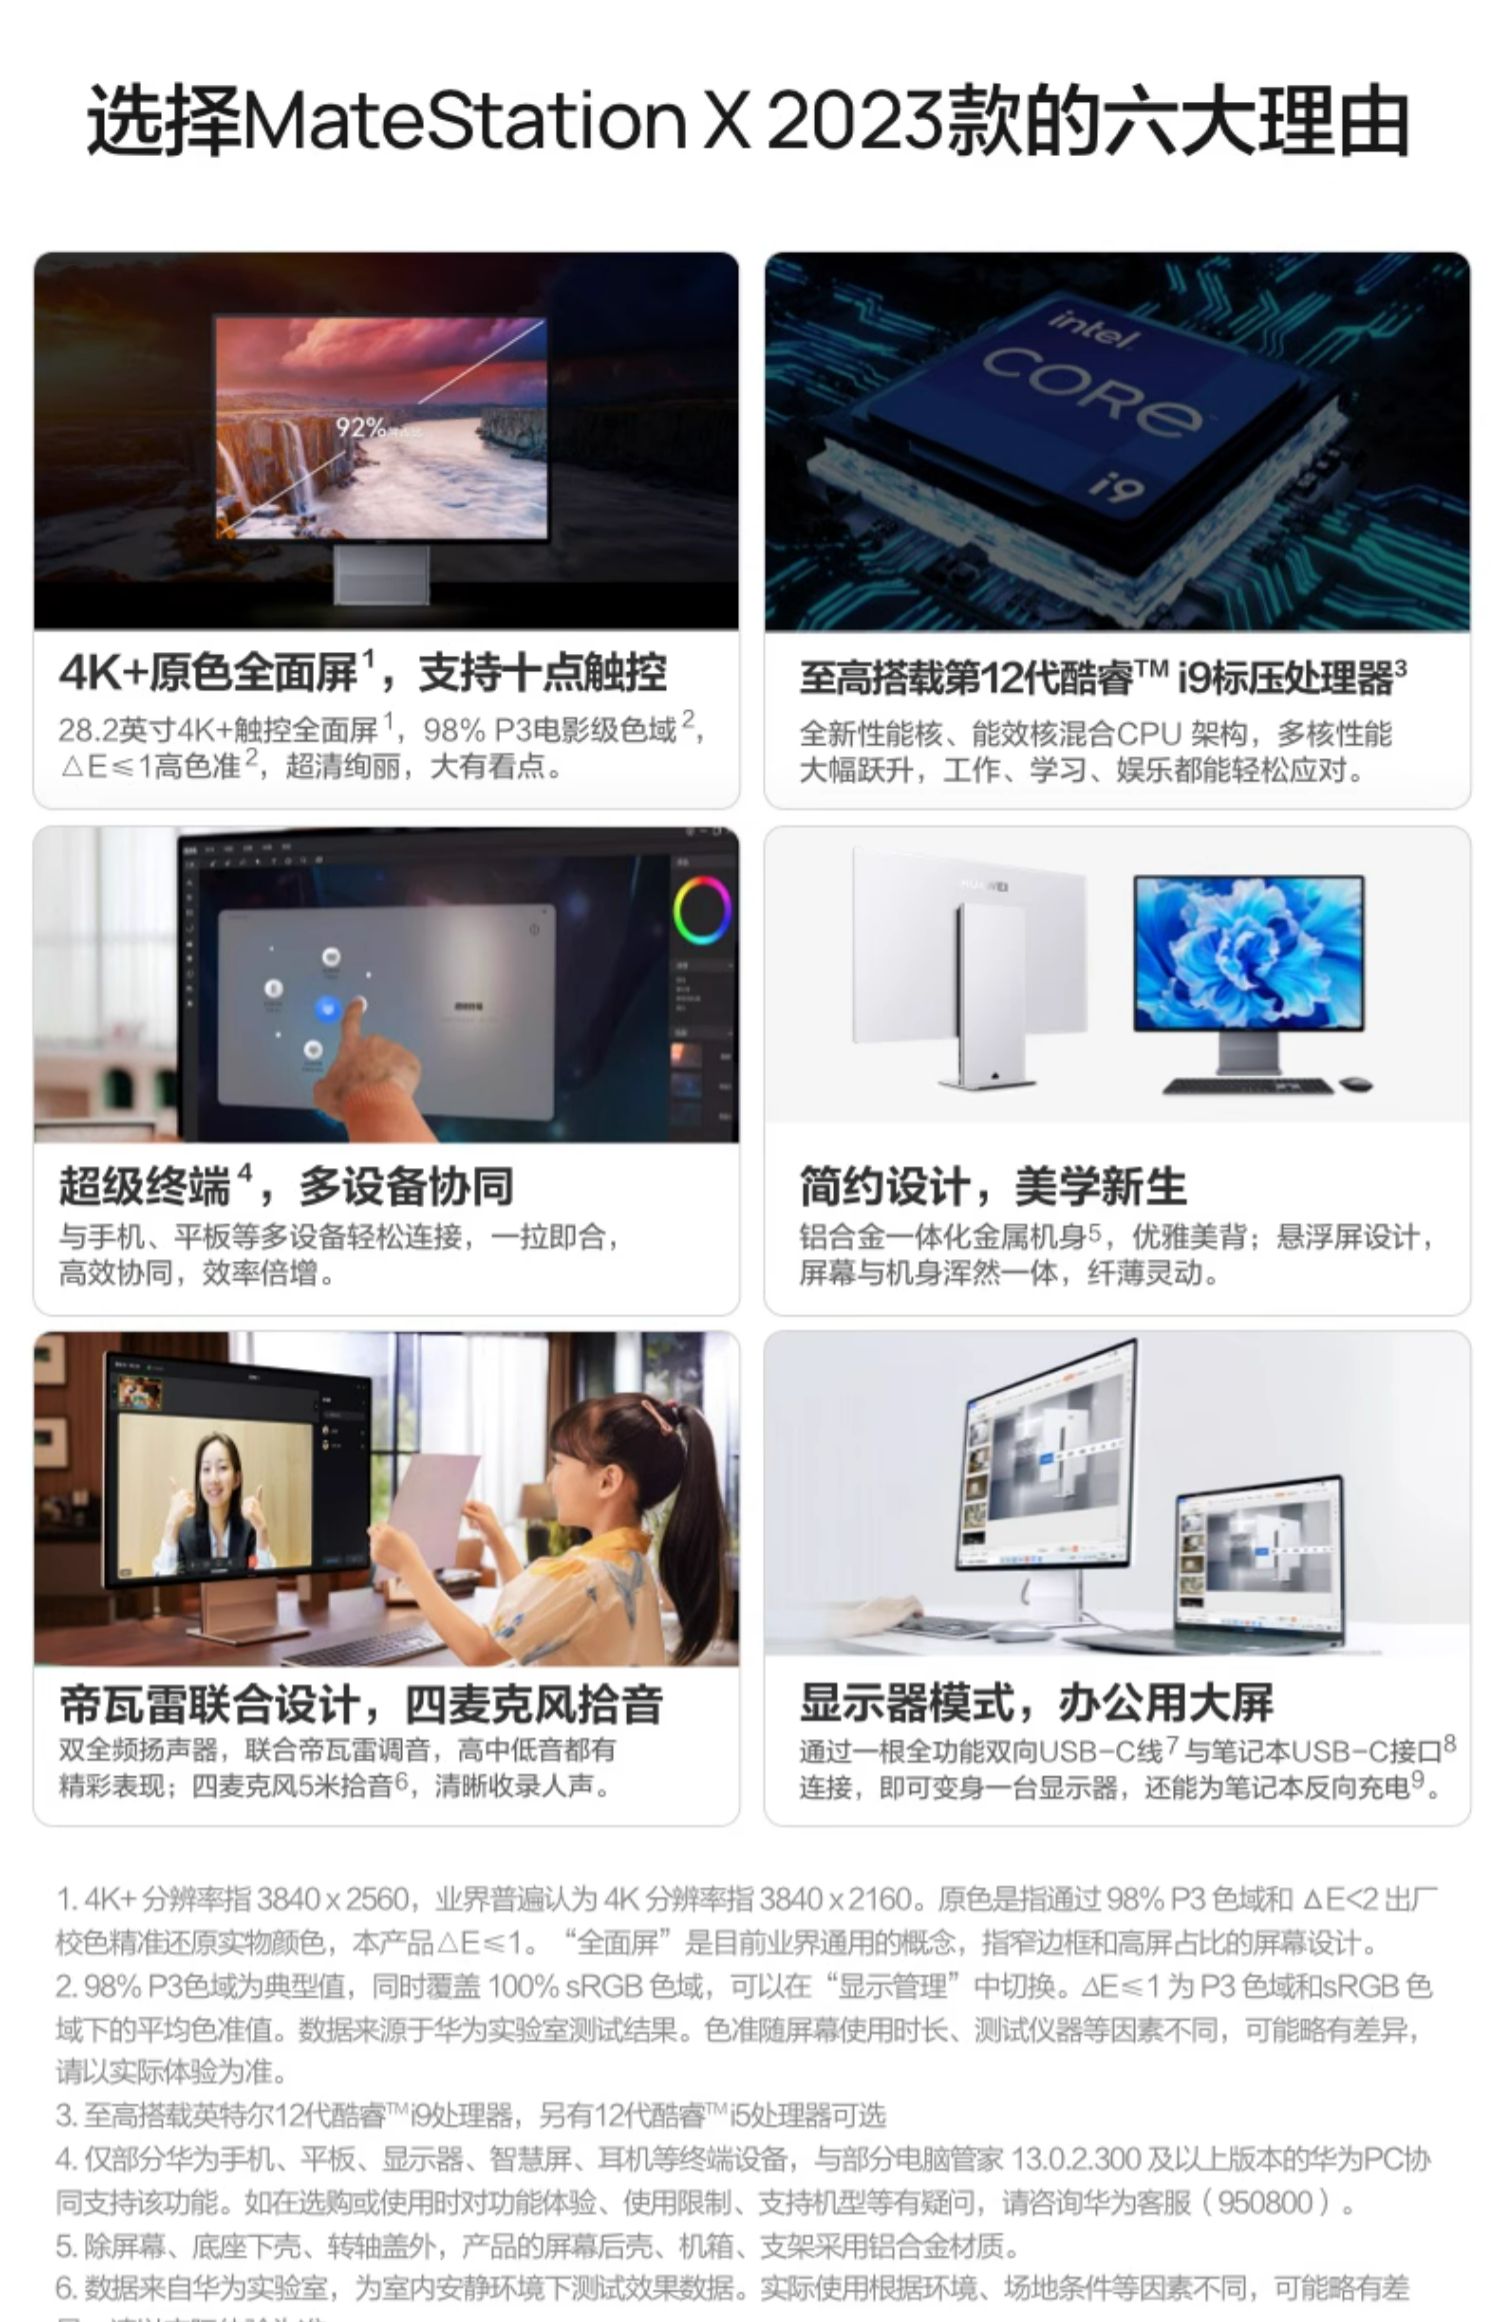 选择MateStation X 2023款的六大理由
92%
intel
CORE
i9
4K+原色全面屏1，支持十点触控
28.2英寸4K+触控全面屏1，98% P3电影级色域2，
△E≤1高色准2，超清绚丽，大有看点。
至高搭载第12代酷睿™ i9标压处理器3
全新性能核、能效核混合CPU 架构，多核性能
大幅跃升，工作、学习、娱乐都能轻松应对。
HUAWEI
超级终端4，多设备协同
与手机、平板等多设备轻松连接，一拉即合，
高效协同，效率倍增。
简约设计，美学新生
铝合金一体化金属机身5，优雅美背；悬浮屏设计，
屏幕与机身浑然一体，纤薄灵动。
帝瓦雷联合设计，四麦克风拾音
双全频扬声器，联合帝瓦雷调音，高中低音都有
精彩表现；四麦克风5米拾音6，清晰收录人声。
显示器模式，办公用大屏
通过一根全功能双向USB-C线7与笔记本USB-C接口8
连接，即可变身一台显示器，还能为笔记本反向充电9。
1. 4K+ 分辨率指 3840 x 2560，业界普遍认为 4K 分辨率指 3840 x 2160。原色是指通过 98% P3 色域和 △E<2 出厂
校色精准还原实物颜色，本产品△E≤1。“全面屏”是目前业界通用的概念，指窄边框和高屏占比的屏幕设计。
2. 98% P3色域为典型值，同时覆盖 100% sRGB 色域，可以在“显示管理”中切换。△E≤1 为 P3 色域和sRGB 色
域下的平均色准值。数据来源于华为实验室测试结果。色准随屏幕使用时长、测试仪器等因素不同，可能略有差异，
请以实际体验为准。
3. 至高搭载英特尔12代酷睿™i9处理器，另有12代酷睿™i5处理器可选
4. 仅部分华为手机、平板、显示器、智慧屏、耳机等终端设备，与部分电脑管家 13.0.2.300 及以上版本的华为PC协
同支持该功能。如在选购或使用时对功能体验、使用限制、支持机型等有疑问，请咨询华为客服（950800）。
5. 除屏幕、底座下壳、转轴盖外，产品的屏幕后壳、机箱、支架采用铝合金材质。
6. 数据来自华为实验室，为室内安静环境下测试效果数据。实际使用根据环境、场地条件等因素不同，可能略有差